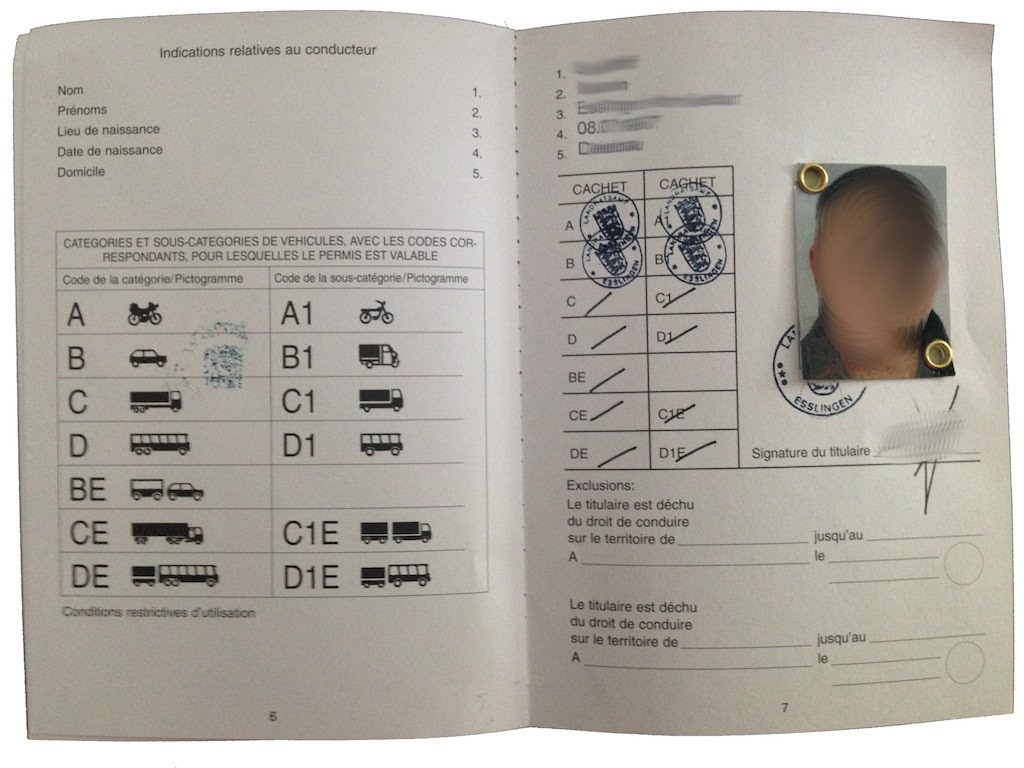 Indications relatives au conducteur
Nom 1.
Prénoms 2.
Lieu de naissance 3.
Date de naissance 4.
Domicile 5.
CATEGORIES ET SOUS-CATEGORIES DE VEHICULES, AVEC LES CODES COR-
RESPONDANTS, POUR LESQUELLES LE PERMIS EST VALABLE
Code de la catégorie/Pictogramme Code de la sous-catégorie/Pictogramme
A A1
B B1
C C1
D D1
BE
CE C1E
DE D1E
Conditions restrictives d'utilisation
6
1.
2.
3.
4. 08.
5.
CACHET CACHET
A A
B B
C C1
D D1
BE
CE C1E
DE D1E
LANDRATSAMT ESSLINGEN
LANDRATSAMT ESSLINGEN
ESSLINGEN
Signature du titulaire
Exclusions:
Le titulaire est déchu
du droit de conduire
sur le territoire de jusqu'au
A le
Le titulaire est déchu
du droit de conduire
sur le territoire de jusqu'au
A le
7